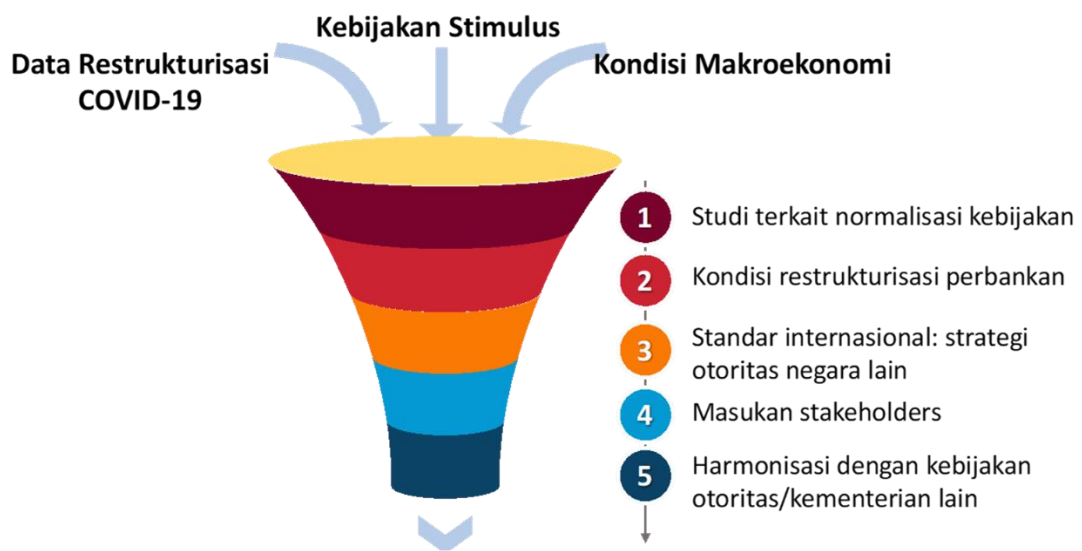 Kebijakan Stimulus
Data Restrukturisasi
COVID-19
Kondisi Makroekonomi
1 Studi terkait normalisasi kebijakan
2 Kondisi restrukturisasi perbankan
3 Standar internasional: strategi
otoritas negara lain
4 Masukan stakeholders
5 Harmonisasi dengan kebijakan
otoritas/kementerian lain